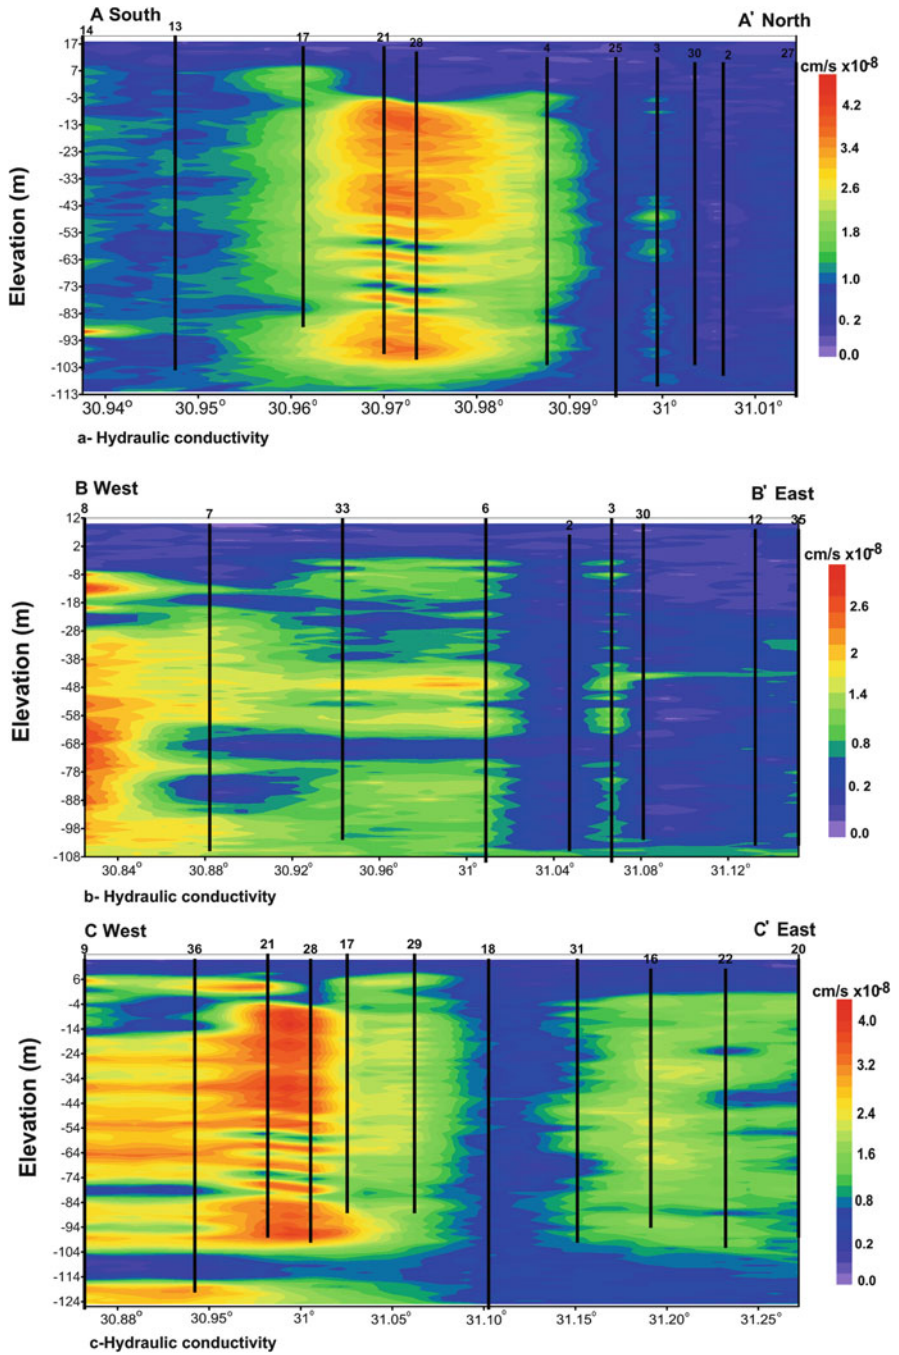 A South
A' North
14 13 17 21 28 4 25 3 30 2 27
cm/s x10-8
17
7
-3
-13
-23
-33
-43
-53
-63
-73
-83
-93
-103
-113
Elevation (m)
4.2
3.4
2.6
1.8
1.0
0.2
0.0
30.94° 30.95° 30.96° 30.97° 30.98° 30.99° 31° 31.01°
a- Hydraulic conductivity
B West
B' East
8 7 33 6 2 3 30 12 35
cm/s x10-8
12
2
-8
-18
-28
-38
-48
-58
-68
-78
-88
-98
-108
Elevation (m)
2.6
2
1.4
0.8
0.2
0.0
30.84° 30.88° 30.92° 30.96° 31° 31.04° 31.08° 31.12°
b- Hydraulic conductivity
C West
C' East
9 36 21 28 17 29 18 31 16 22 20
cm/s x10-8
6
-4
-14
-24
-34
-44
-54
-64
-74
-84
-94
-104
-114
-124
Elevation (m)
4.0
3.2
2.4
1.6
0.8
0.2
0.0
30.88° 30.95° 31° 31.05° 31.10° 31.15° 31.20° 31.25°
c-Hydraulic conductivity